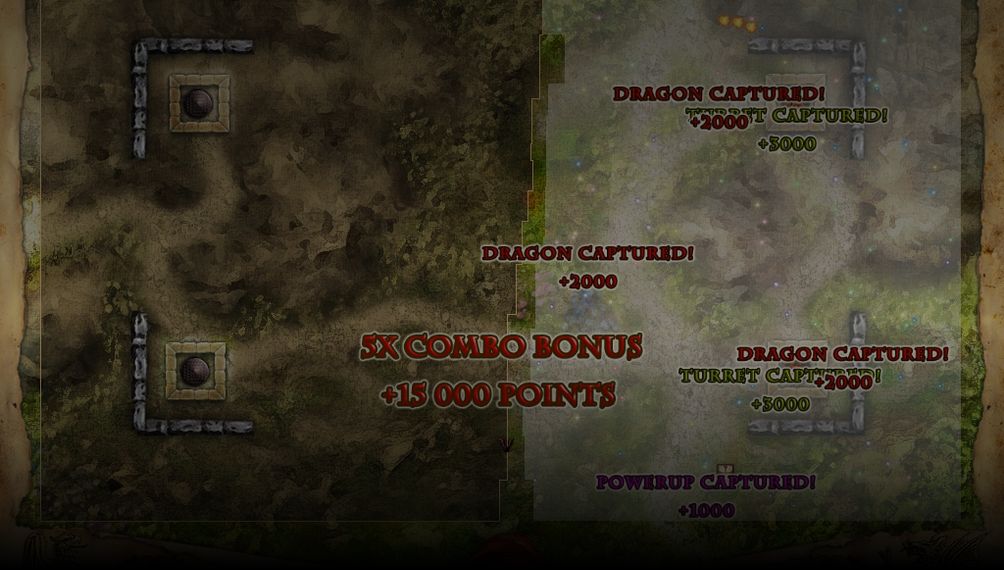 DRAGON CAPTURED!
+2000
TURRET CAPTURED!
+3000
DRAGON CAPTURED!
+2000
5X COMBO BONUS
+15 000 POINTS
DRAGON CAPTURED!
+2000
TURRET CAPTURED!
+3000
POWERUP CAPTURED!
+1000